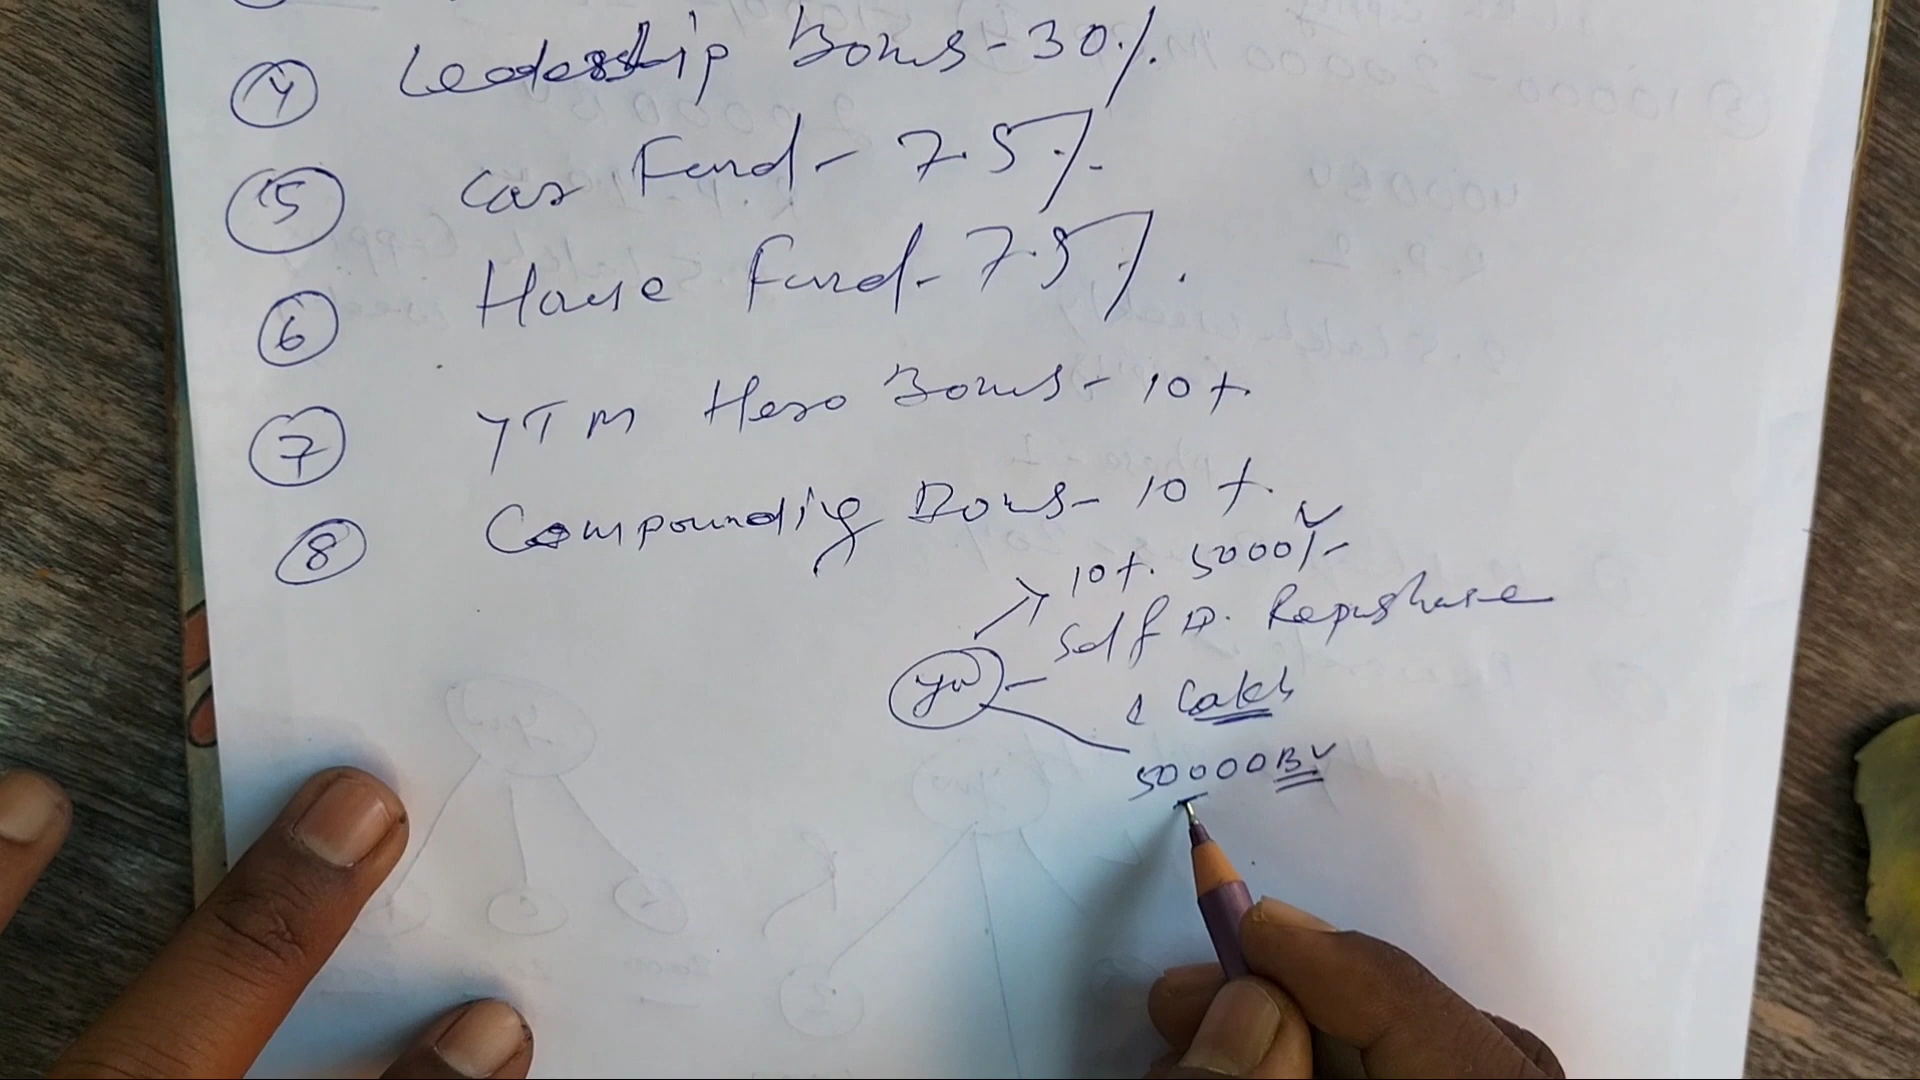 4 Leadership Bonus - 30%.
5 Car Fund - 7.5%.
6 House Fund - 7.5%.
7 YTM Hero Bonus - 10%.
8 Compounding Bonus - 10%.
10%. 5000/-
Self Repurchase
you
1 Lakh
50000BV